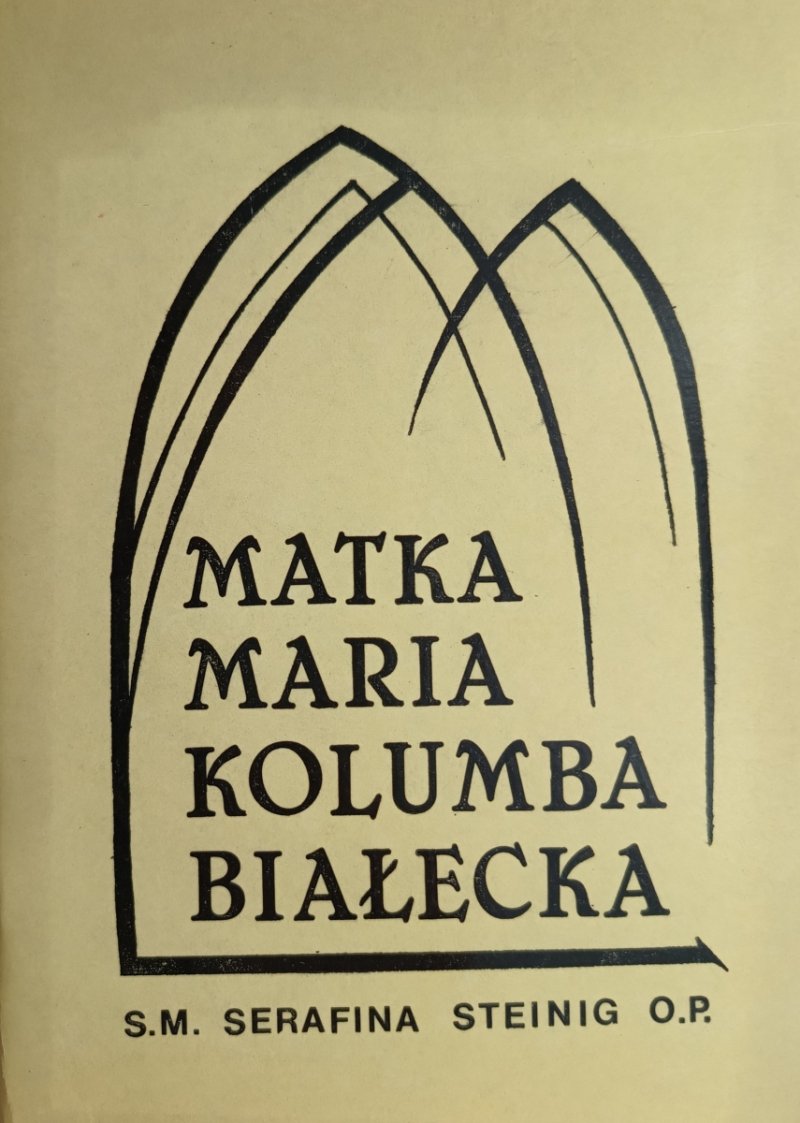 MATKA
MARIA
KOLUMBA
BIAŁECKA
S.M. SERAFINA STEINIG O.P.